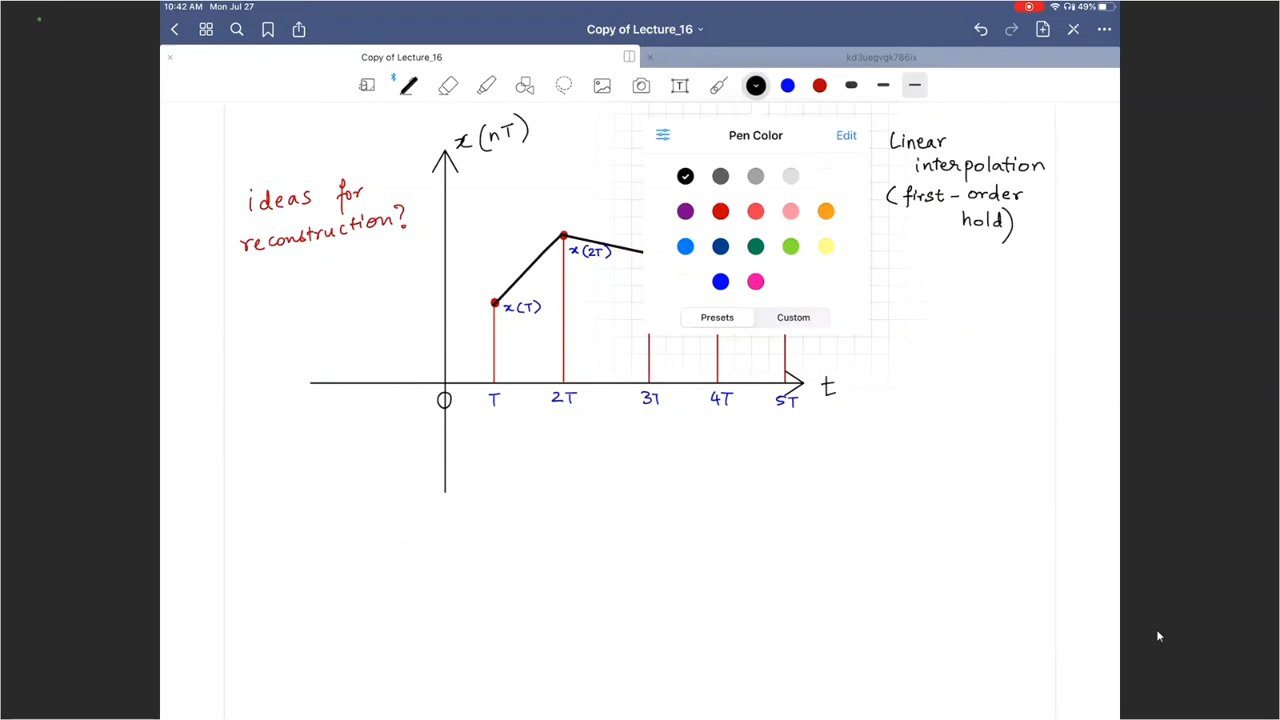 10:42 AM Mon Jul 27
49%
Copy of Lecture_16
Copy of Lecture_16
kd3uegvgk786ix
T
x(nT)
Pen Color
Edit
Linear
interpolation
(first-order
hold)
ideas for
reconstruction?
x(2T)
x(T)
Presets
Custom
t
0
T
2T
3T
4T
5T